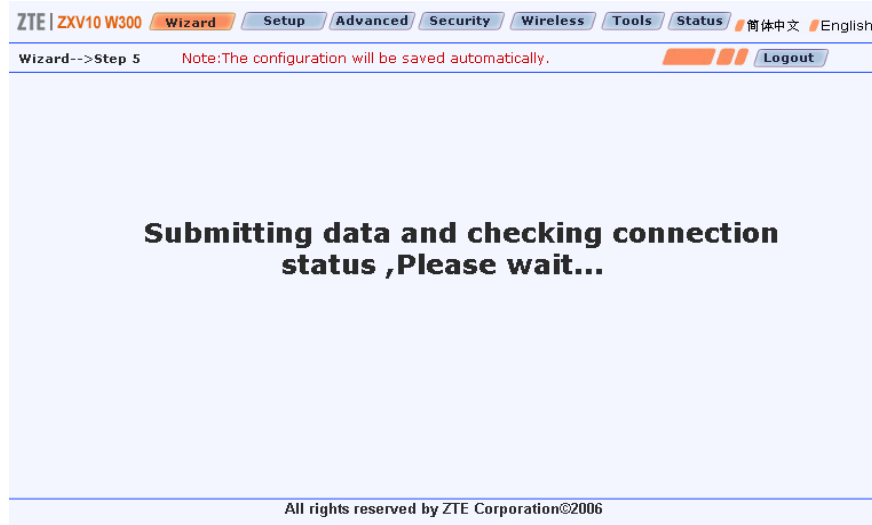 ZTE ZXV10 W300 Wizard Setup Advanced Security Wireless Tools Status 简体中文 English
Wizard-->Step 5 Note:The configuration will be saved automatically. Logout
Submitting data and checking connection
status ,Please wait...
All rights reserved by ZTE Corporation©2006